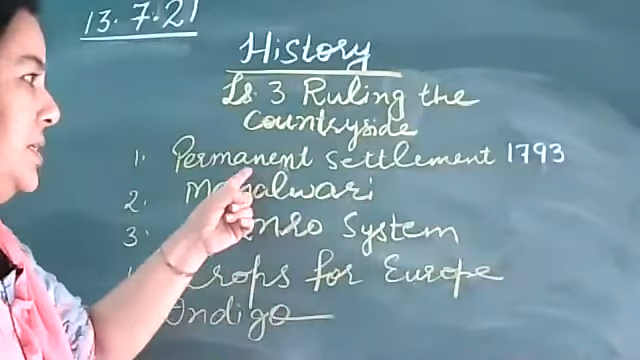 13.7.21
History
Ls. 3 Ruling the
countryside
1. Permanent settlement 1793
2. Mahalwari
3. Munro System
Crops for Europe
Indigo